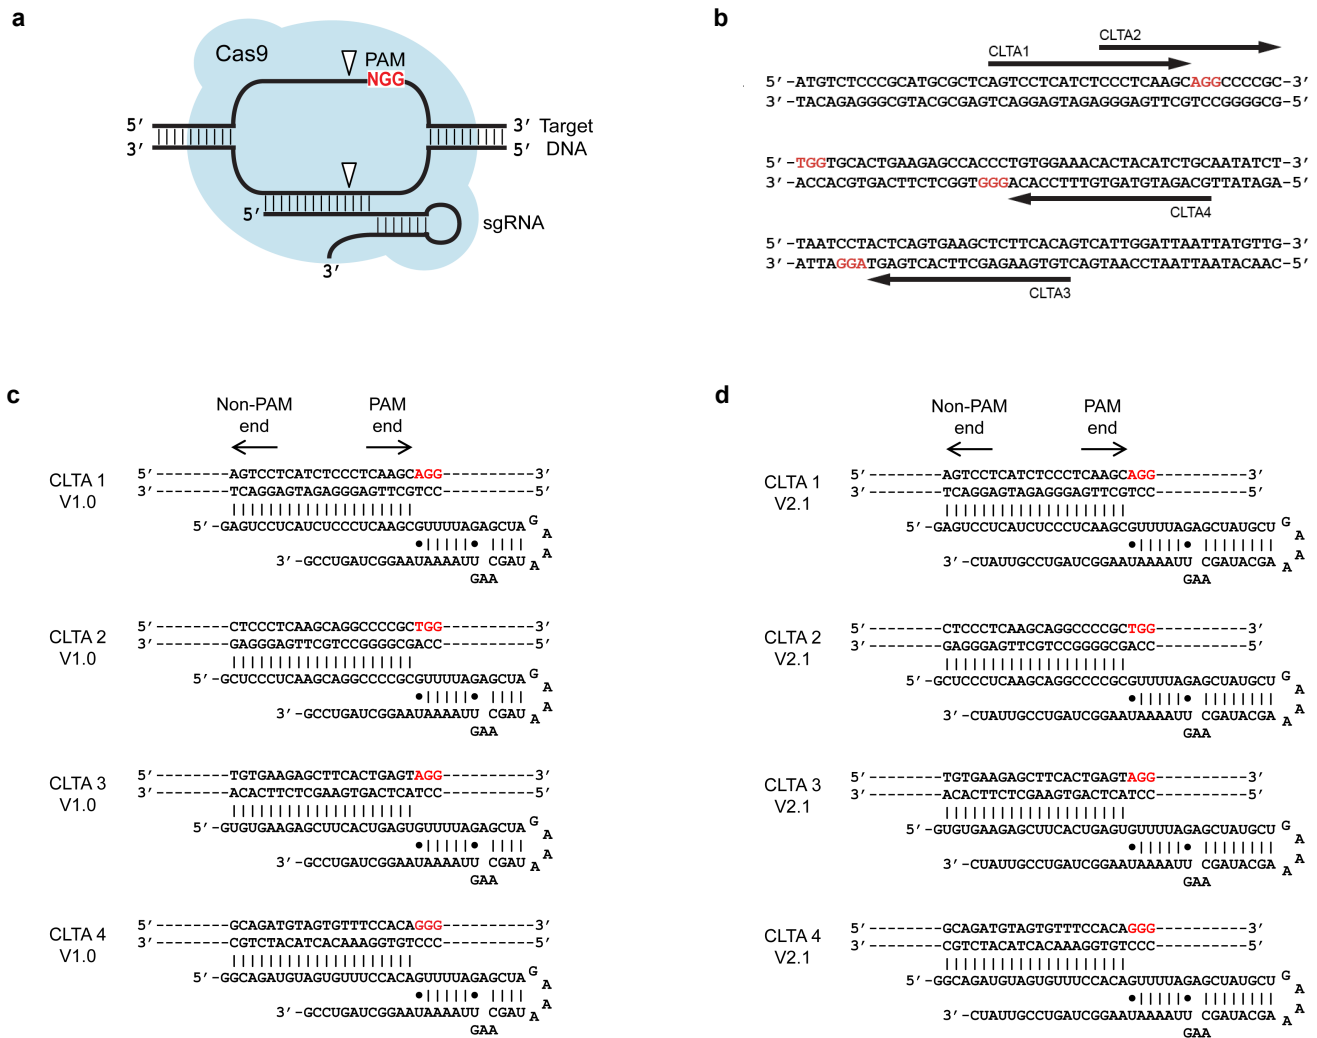 a
Cas9
PAM
NGG
5′ 3′ Target
3′ 5′ DNA
5′
sgRNA
3′
b
CLTA2
CLTA1
5′-ATGTCTCCCGCATGCGCTCAGTCCTCATCTCCCTCAAGCAGGCCCCGC-3′
3′-TACAGAGGGCGTACGCGAGTCAGGAGTAGAGGGAGTTCGTCCGGGGCG-5′
5′-TGGTGCACTGAAGAGCCACCCTGTGGAAACACTACATCTGCAATATCT-3′
3′-ACCACGTGACTTCTCGGTGGGACACCTTTGTGATGTAGACGTTATAGA-5′
CLTA4
5′-TAATCCTACTCAGTGAAGCTCTTCACAGTCATTGGATTAATTATGTTG-3′
3′-ATTAGGATGAGTCACTTCGAGAAGTGTCAGTAACCTAATTAATACAAC-5′
CLTA3
c
Non-PAM end
PAM end
CLTA 1
V1.0
5′--------AGTCCTCATCTCCCTCAAGCAGG----------3′
3′--------TCAGGAGTAGAGGGAGTTCGTCC----------5′
5′-GAGUCCUCAUCUCCCUCAAGCGUUUUAGAGCUA
GAAAA
3′-GCCUGAUCGGAAUAAAAUU CGAU
GAA
CLTA 2
V1.0
5′--------CTCCCTCAAGCAGGCCCCGCTGG----------3′
3′--------GAGGGAGTTCGTCCGGGGCGACC----------5′
5′-GCUCCCUCAAGCAGGCCCCGCGUUUUAGAGCUA
GAAAA
3′-GCCUGAUCGGAAUAAAAUU CGAU
GAA
CLTA 3
V1.0
5′--------TGTGAAGAGCTTCACTGAGTAGG----------3′
3′--------ACACTTCTCGAAGTGACTCATCC----------5′
5′-GUGUGAAGAGCUUCACUGAGUGUUUUAGAGCUA
GAAAA
3′-GCCUGAUCGGAAUAAAAUU CGAU
GAA
CLTA 4
V1.0
5′--------GCAGATGTAGTGTTTCCACAGGG----------3′
3′--------CGTCTACATCACAAAGGTGTCCC----------5′
5′-GGCAGAUGUAGUGUUUCCACAGUUUUAGAGCUA
GAAAA
3′-GCCUGAUCGGAAUAAAAUU CGAU
GAA
d
Non-PAM end
PAM end
CLTA 1
V2.1
5′--------AGTCCTCATCTCCCTCAAGCAGG----------3′
3′--------TCAGGAGTAGAGGGAGTTCGTCC----------5′
5′-GAGUCCUCAUCUCCCUCAAGCGUUUUAGAGCUAUGCU
GAAA
3′-CUAUUGCCUGAUCGGAAUAAAAUU CGAUACGA
GAA
CLTA 2
V2.1
5′--------CTCCCTCAAGCAGGCCCCGCTGG----------3′
3′--------GAGGGAGTTCGTCCGGGGCGACC----------5′
5′-GCUCCCUCAAGCAGGCCCCGCGUUUUAGAGCUAUGCU
GAAA
3′-CUAUUGCCUGAUCGGAAUAAAAUU CGAUACGA
GAA
CLTA 3
V2.1
5′--------TGTGAAGAGCTTCACTGAGTAGG----------3′
3′--------ACACTTCTCGAAGTGACTCATCC----------5′
5′-GUGUGAAGAGCUUCACUGAGUGUUUUAGAGCUAUGCU
GAAA
3′-CUAUUGCCUGAUCGGAAUAAAAUU CGAUACGA
GAA
CLTA 4
V2.1
5′--------GCAGATGTAGTGTTTCCACAGGG----------3′
3′--------CGTCTACATCACAAAGGTGTCCC----------5′
5′-GGCAGAUGUAGUGUUUCCACAGUUUUAGAGCUAUGCU
GAAA
3′-CUAUUGCCUGAUCGGAAUAAAAUU CGAUACGA
GAA